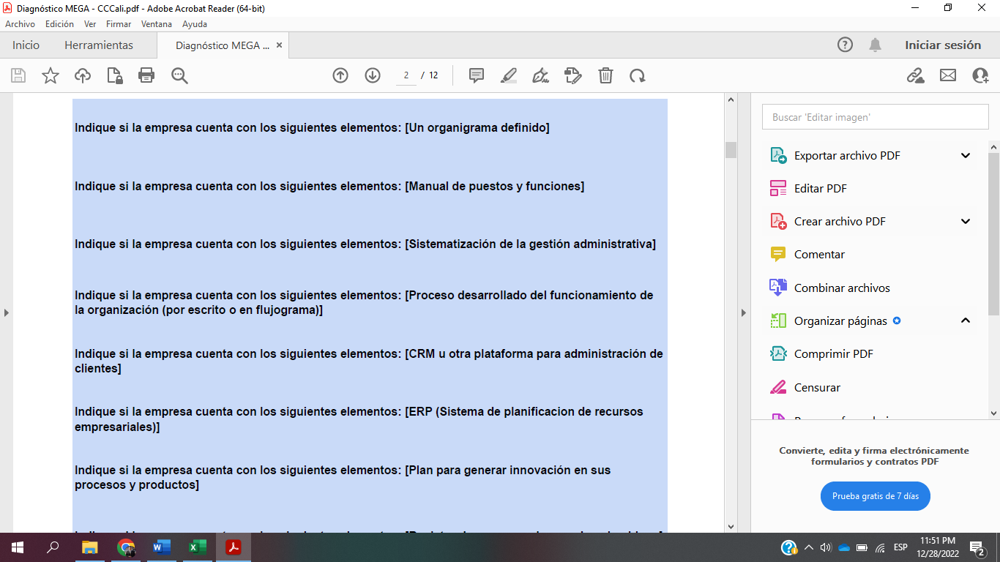 Diagnóstico MEGA - CCCali.pdf - Adobe Acrobat Reader (64-bit)
Archivo Edición Ver Firmar Ventana Ayuda
Inicio Herramientas Diagnóstico MEGA ... Iniciar sesión
2 / 12
Indique si la empresa cuenta con los siguientes elementos: [Un organigrama definido]
Indique si la empresa cuenta con los siguientes elementos: [Manual de puestos y funciones]
Indique si la empresa cuenta con los siguientes elementos: [Sistematización de la gestión administrativa]
Indique si la empresa cuenta con los siguientes elementos: [Proceso desarrollado del funcionamiento de
la organización (por escrito o en flujograma)]
Indique si la empresa cuenta con los siguientes elementos: [CRM u otra plataforma para administración de
clientes]
Indique si la empresa cuenta con los siguientes elementos: [ERP (Sistema de planificacion de recursos
empresariales)]
Indique si la empresa cuenta con los siguientes elementos: [Plan para generar innovación en sus
procesos y productos]
Buscar 'Editar imagen'
Exportar archivo PDF
Editar PDF
Crear archivo PDF
Comentar
Combinar archivos
Organizar páginas
Comprimir PDF
Censurar
Convierte, edita y firma electrónicamente
formularios y contratos PDF
Prueba gratis de 7 días
ESP
11:51 PM
12/28/2022
2